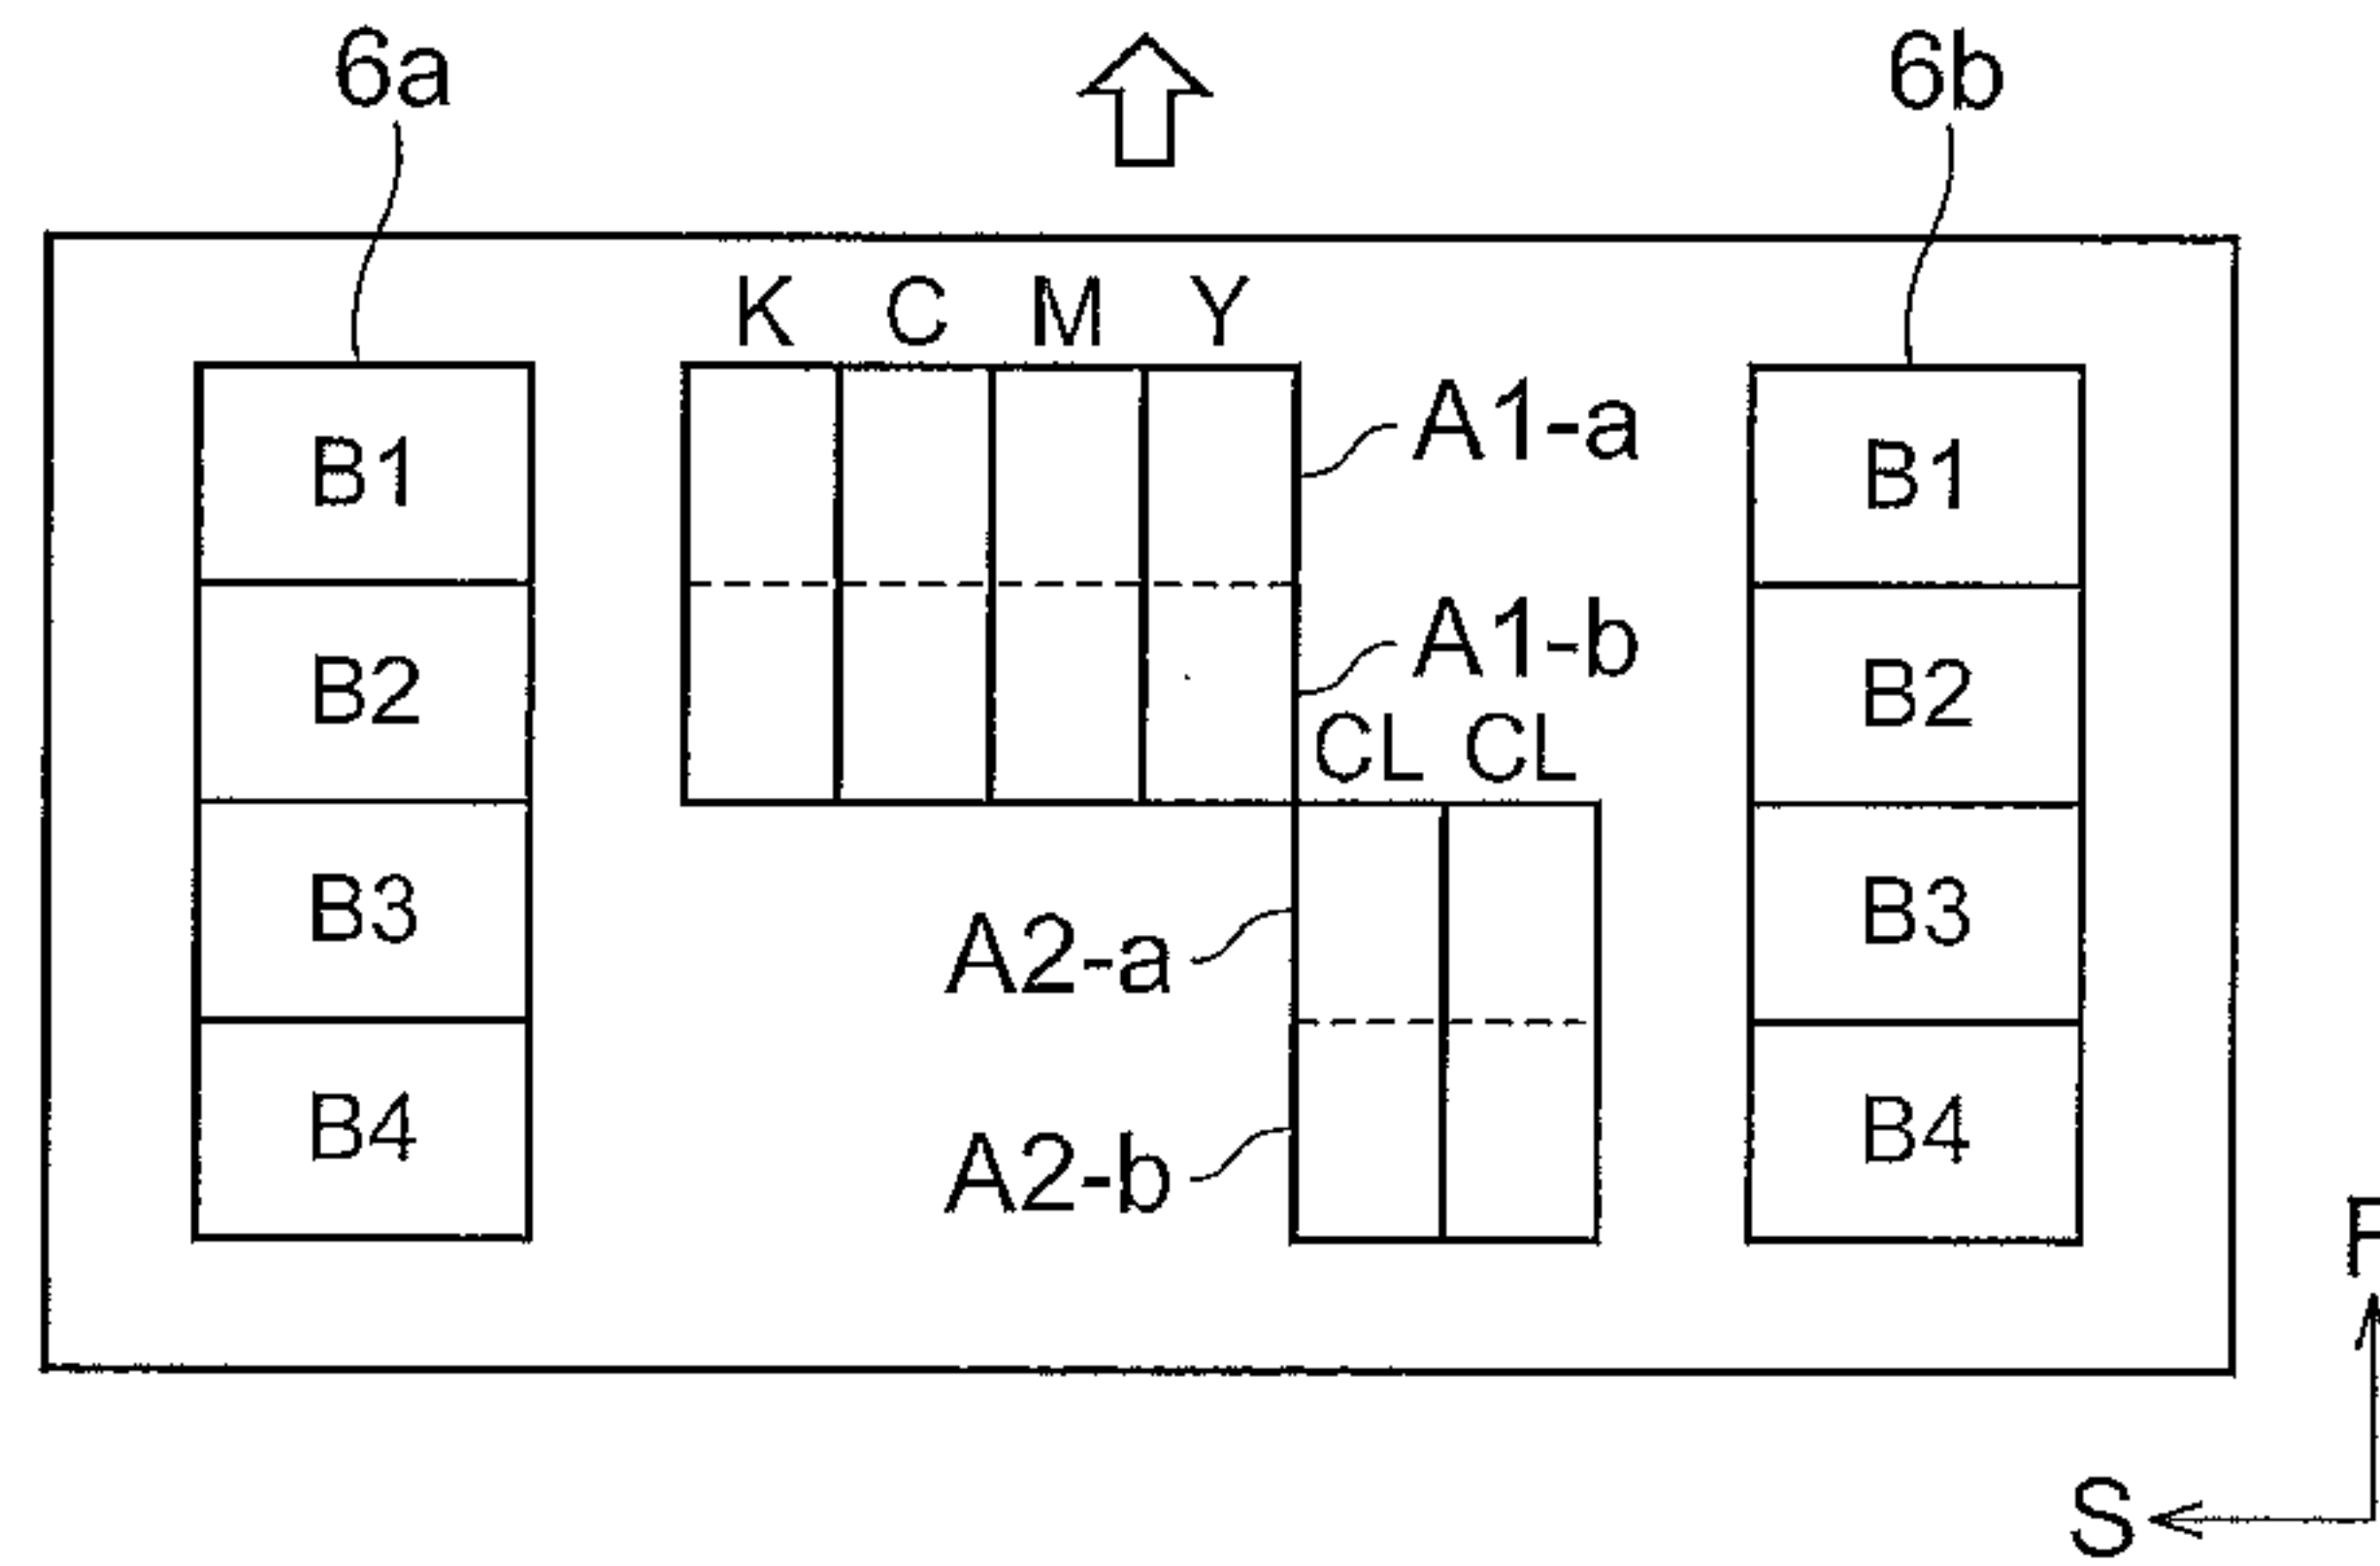 6a 6b
K C M Y
A1-a
B1 B1
A1-b
B2 B2
CL CL
B3 B3
A2-a
B4 B4
A2-b
F
S